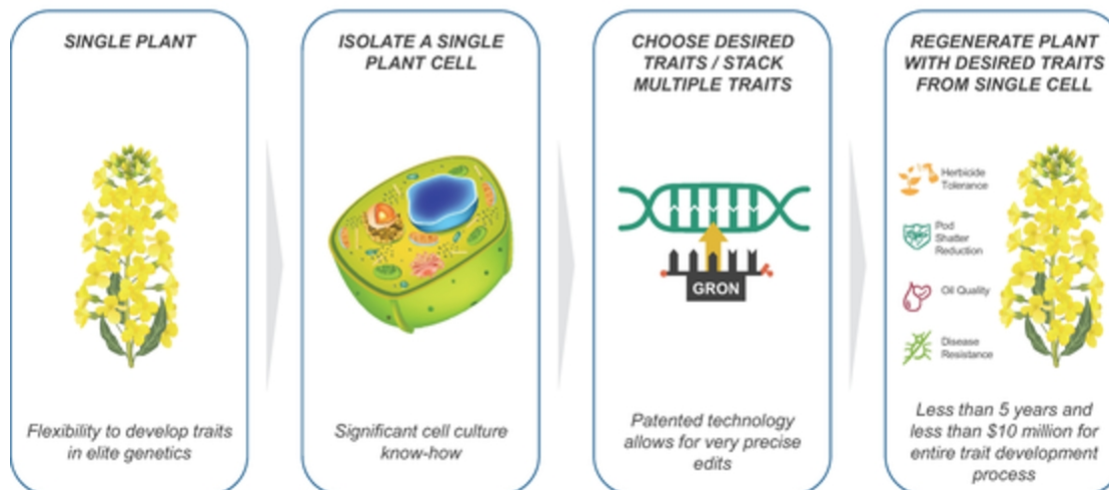 SINGLE PLANT
Flexibility to develop traits
in elite genetics
ISOLATE A SINGLE
PLANT CELL
Significant cell culture
know-how
CHOOSE DESIRED
TRAITS / STACK
MULTIPLE TRAITS
GRON
Patented technology
allows for very precise
edits
REGENERATE PLANT
WITH DESIRED TRAITS
FROM SINGLE CELL
Herbicide
Tolerance
Pod
Shatter
Reduction
Oil Quality
Disease
Resistance
Less than 5 years and
less than $10 million for
entire trait development
process